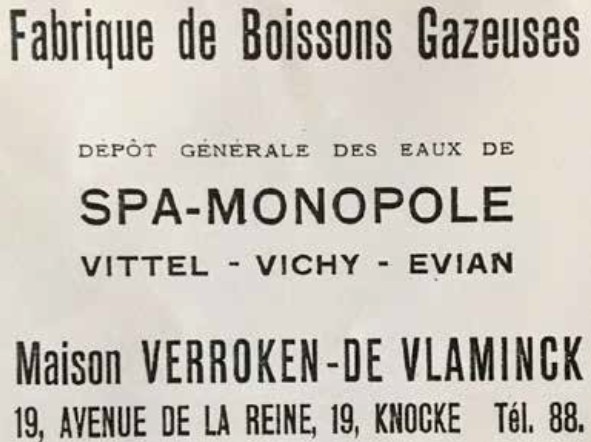 Fabrique de Boissons Gazeuses
DÉPÔT GÉNÉRALE DES EAUX DE
SPA-MONOPOLE
VITTEL - VICHY - EVIAN
Maison VERROKEN-DE VLAMINCK
19, AVENUE DE LA REINE, 19, KNOCKE Tél. 88.